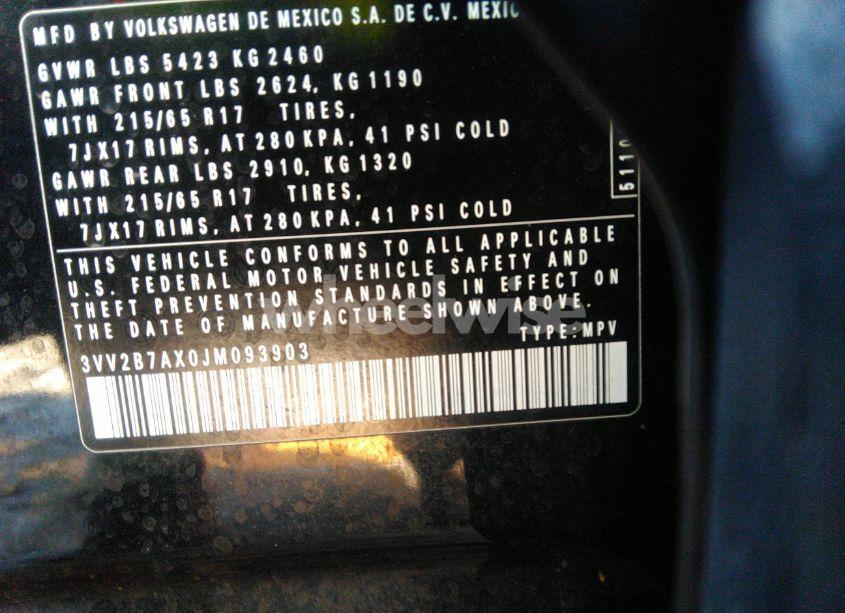 MFD BY VOLKSWAGEN DE MEXICO S.A. DE C.V. MEXIC
GVWR LBS 5423 KG 2460
GAWR FRONT LBS 2624, KG 1190
WITH 215/65 R17 TIRES,
7JX17 RIMS, AT 280 KPA, 41 PSI COLD
GAWR REAR LBS 2910, KG 1320
WITH 215/65 R17 TIRES,
7JX17 RIMS, AT 280 KPA, 41 PSI COLD
5110
THIS VEHICLE CONFORMS TO ALL APPLICABLE
U.S. FEDERAL MOTOR VEHICLE SAFETY AND
THEFT PREVENTION STANDARDS IN EFFECT ON
THE DATE OF MANUFACTURE SHOWN ABOVE.
3VV2B7AX0JM093903 TYPE:MPV
wheelwise